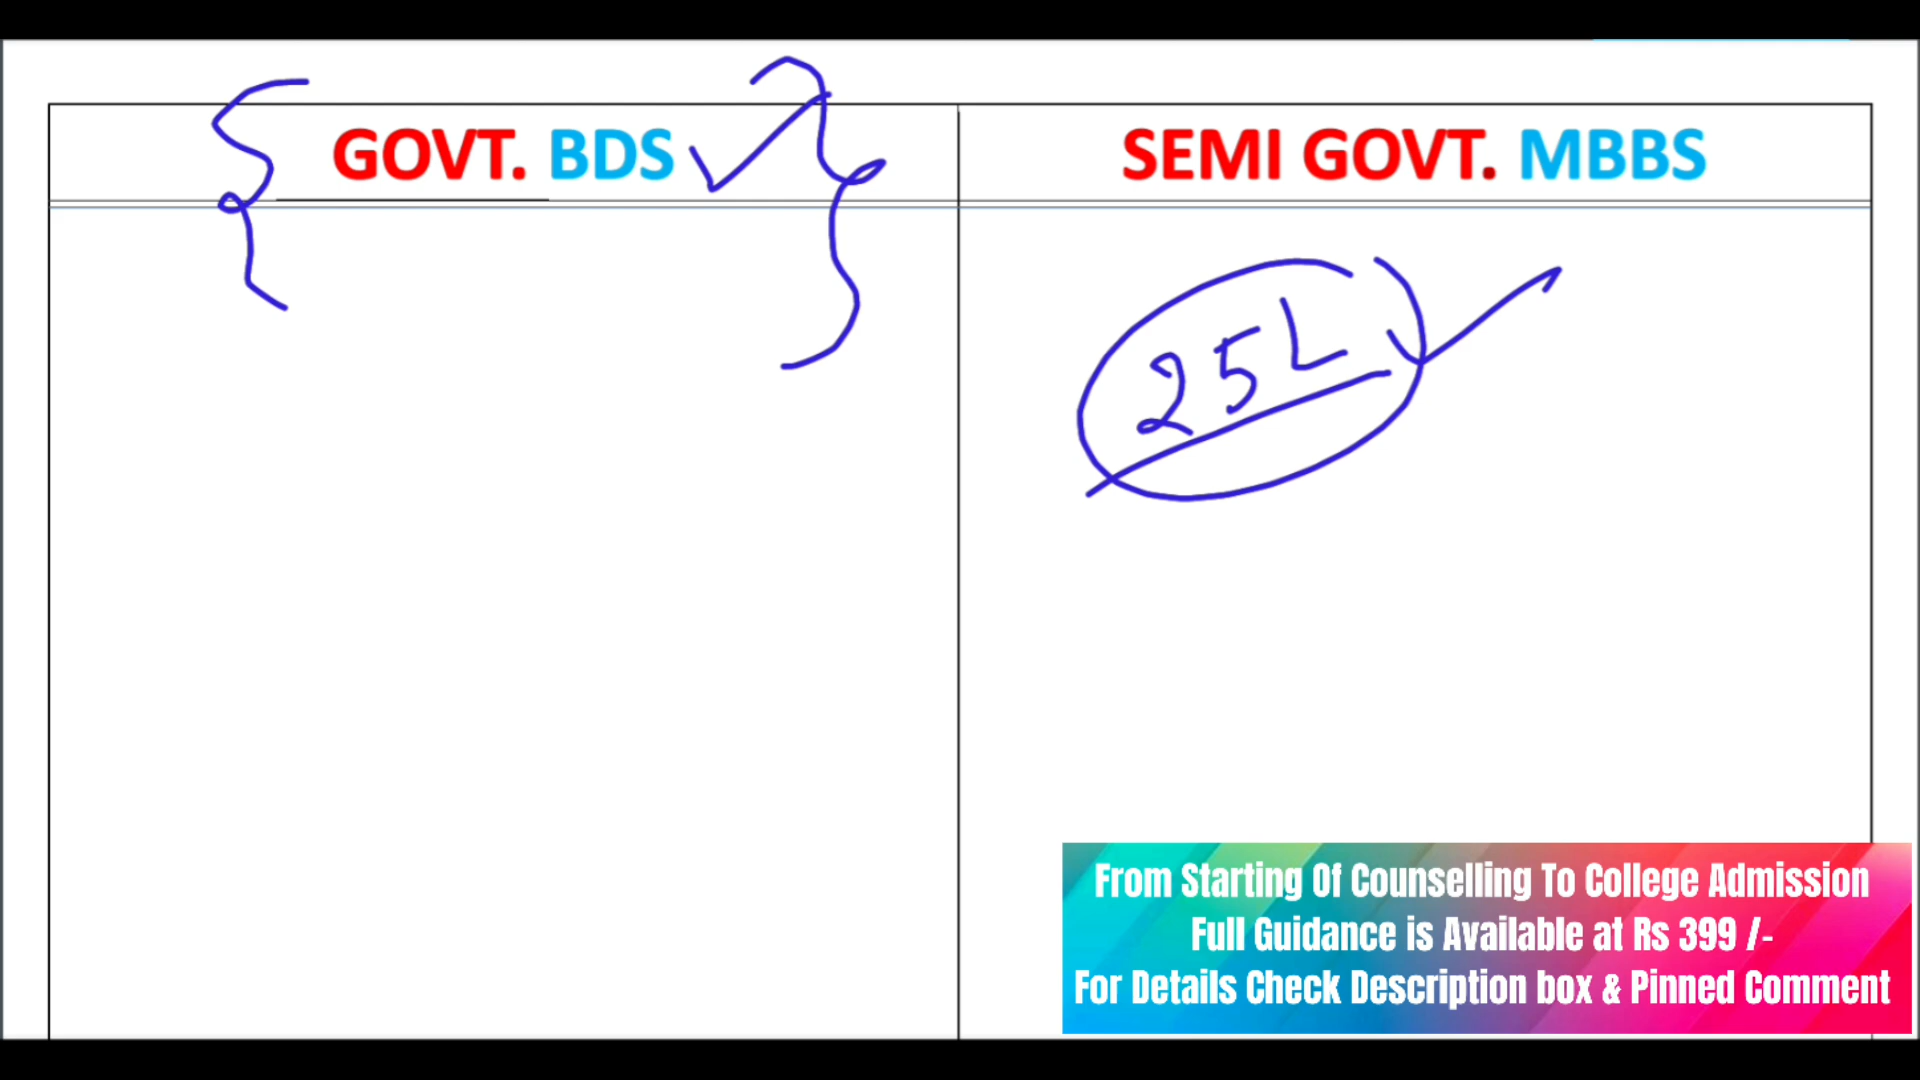 GOVT. BDS
SEMI GOVT. MBBS
25L
From Starting Of Counselling To College Admission
Full Guidance is Available at Rs 399 /-
For Details Check Description box & Pinned Comment